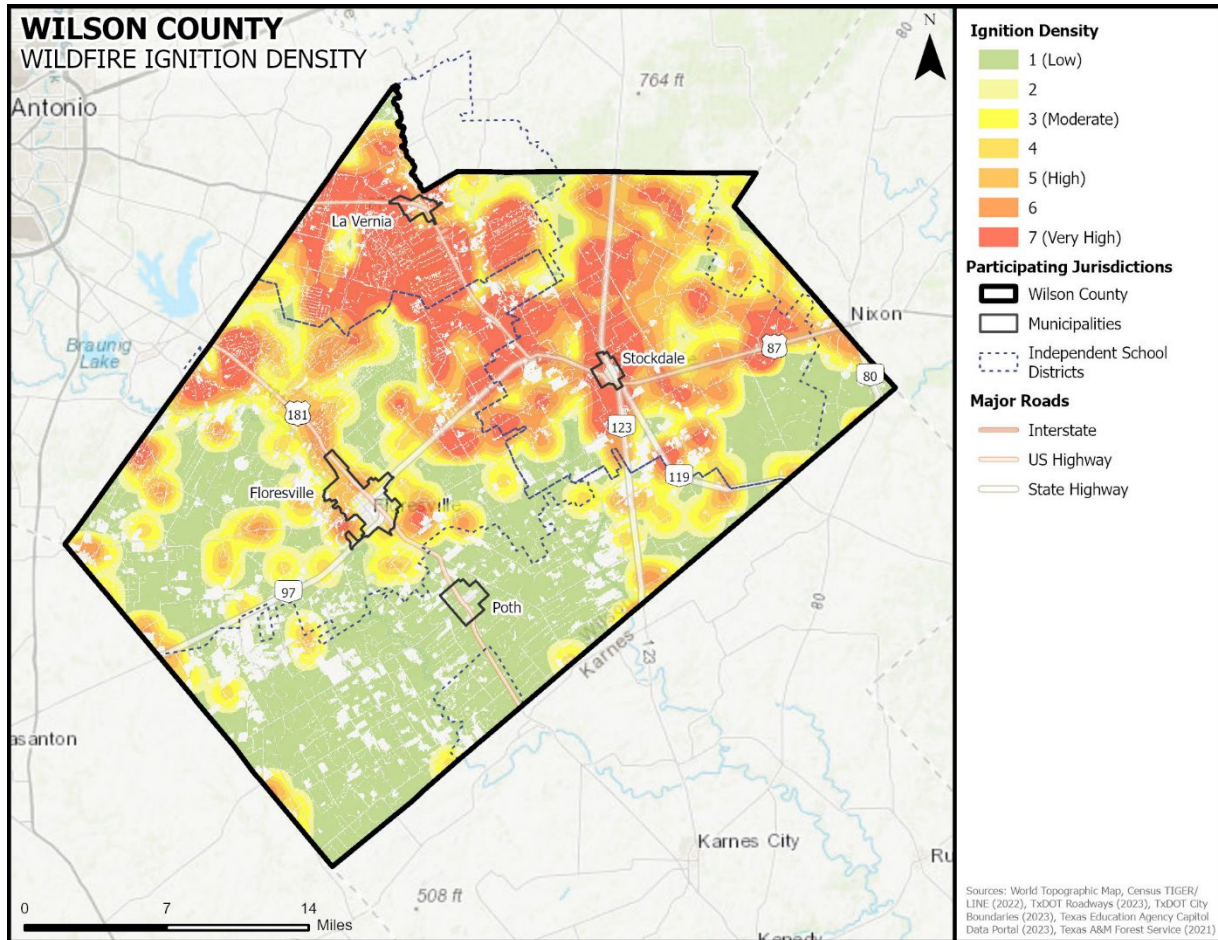 WILSON COUNTY
WILDFIRE IGNITION DENSITY
N
80
764 ft
Antonio
La Vernia
Braunig
Lake
Nixon
Stockdale
87
80
181
123
119
Floresville
Floresville
97
Poth
Karnes
123
80
asanton
Karnes City
Ru
508 ft
Kenedy
0
7
14
Miles
Ignition Density
1 (Low)
2
3 (Moderate)
4
5 (High)
6
7 (Very High)
Participating Jurisdictions
Wilson County
Municipalities
Independent School
Districts
Major Roads
Interstate
US Highway
State Highway
Sources: World Topographic Map, Census TIGER/
LINE (2022), TxDOT Roadways (2023), TxDOT City
Boundaries (2023), Texas Education Agency Capitol
Data Portal (2023), Texas A&M Forest Service (2021)